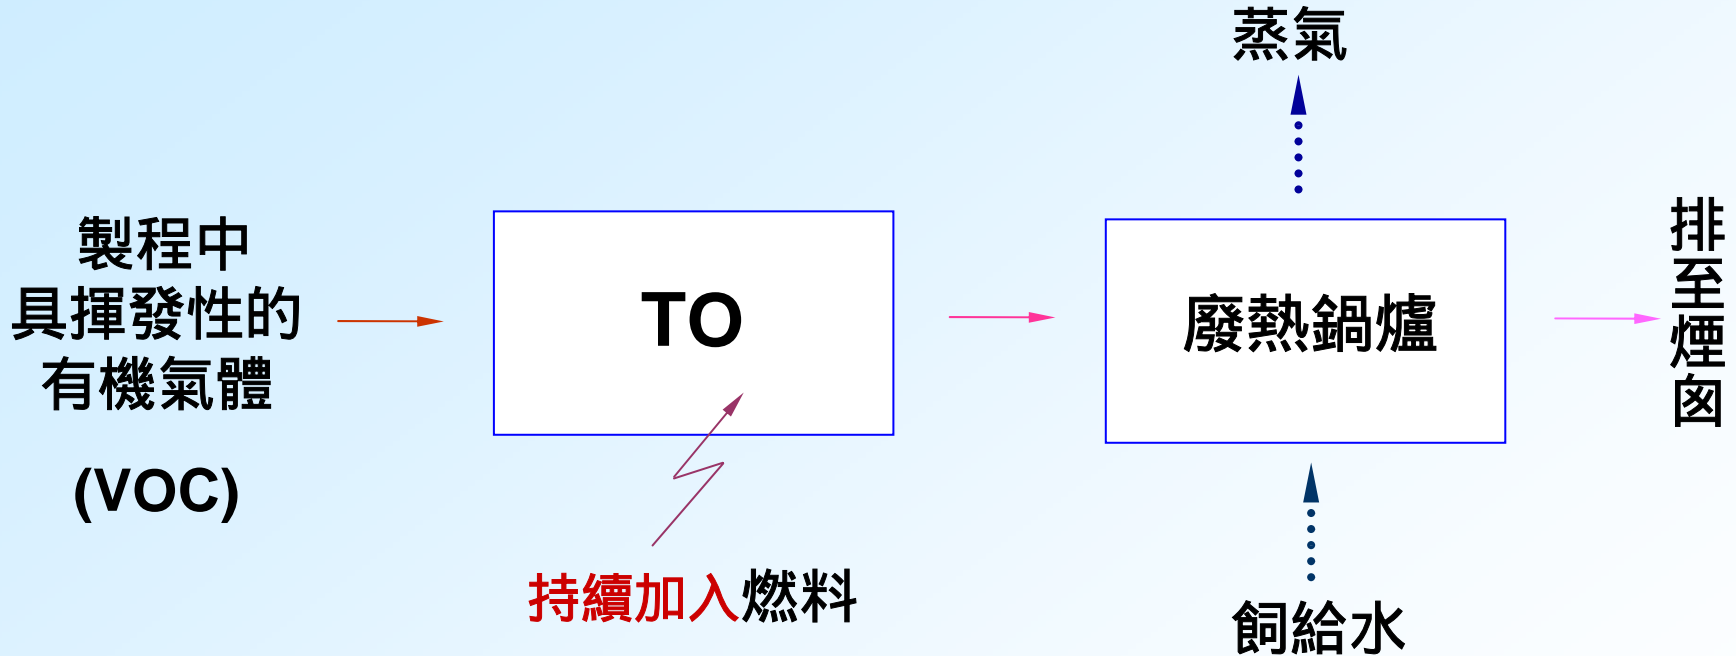 蒸氣
製程中
具揮發性的
有機氣體
(VOC)
TO
持續加入燃料
廢熱鍋爐
飼給水
排至煙囪